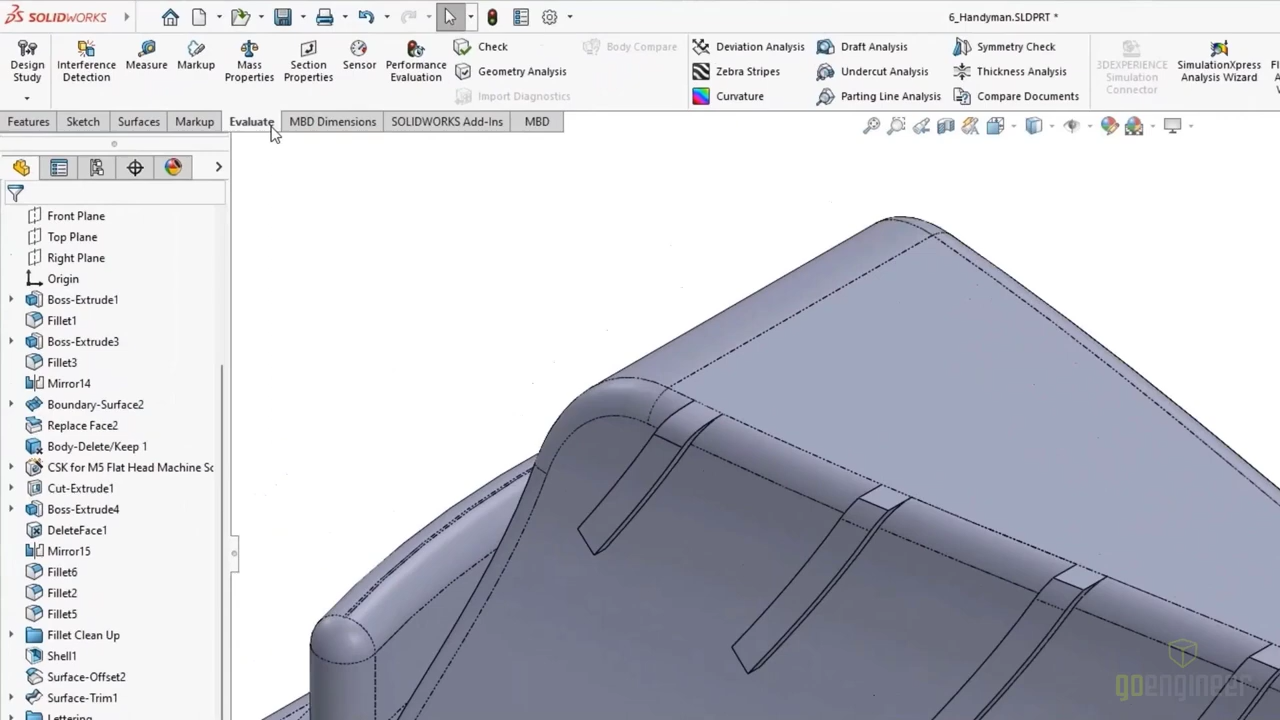 SOLIDWORKS
6_Handyman.SLDPRT *
Design Study
Interference Detection
Measure
Markup
Mass Properties
Section Properties
Sensor
Performance Evaluation
Check
Geometry Analysis
Import Diagnostics
Body Compare
Deviation Analysis
Zebra Stripes
Curvature
Draft Analysis
Undercut Analysis
Parting Line Analysis
Symmetry Check
Thickness Analysis
Compare Documents
3DEXPERIENCE Simulation Connector
SimulationXpress Analysis Wizard
Features
Sketch
Surfaces
Markup
Evaluate
MBD Dimensions
SOLIDWORKS Add-Ins
MBD
Front Plane
Top Plane
Right Plane
Origin
Boss-Extrude1
Fillet1
Boss-Extrude3
Fillet3
Mirror14
Boundary-Surface2
Replace Face2
Body-Delete/Keep 1
CSK for M5 Flat Head Machine Sc
Cut-Extrude1
Boss-Extrude4
DeleteFace1
Mirror15
Fillet6
Fillet2
Fillet5
Fillet Clean Up
Shell1
Surface-Offset2
Surface-Trim1
Lettering
goengineer